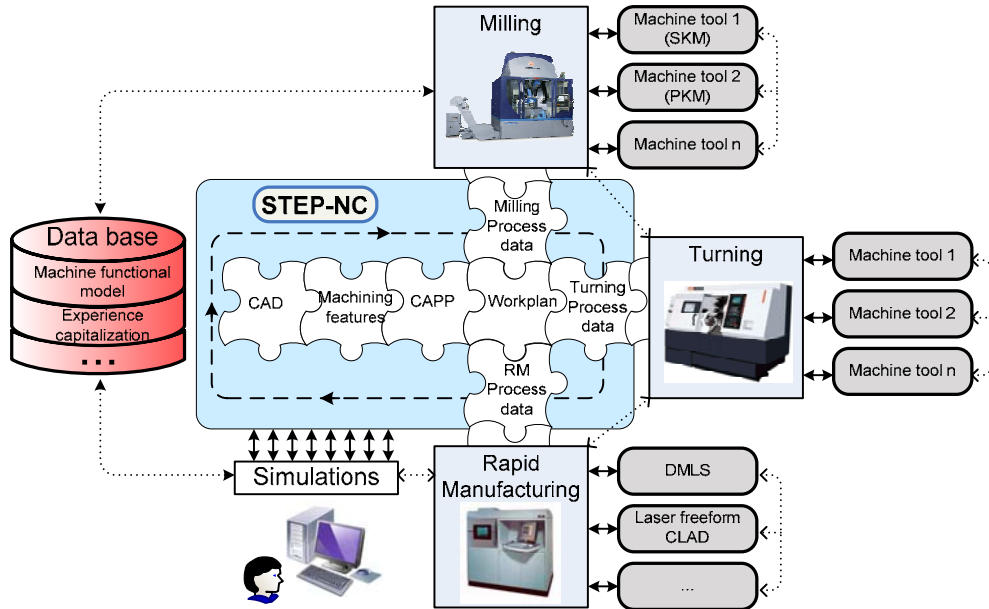 Milling
Machine tool 1
(SKM)
Machine tool 2
(PKM)
Machine tool n
STEP-NC
Milling
Process
data
Data base
Machine functional
model
Experience
capitalization
...
CAD
Machining
features
CAPP
Workplan
Turning
Process
data
RM
Process
data
Turning
Machine tool 1
Machine tool 2
Machine tool n
Simulations
Rapid
Manufacturing
DMLS
Laser freeform
CLAD
...